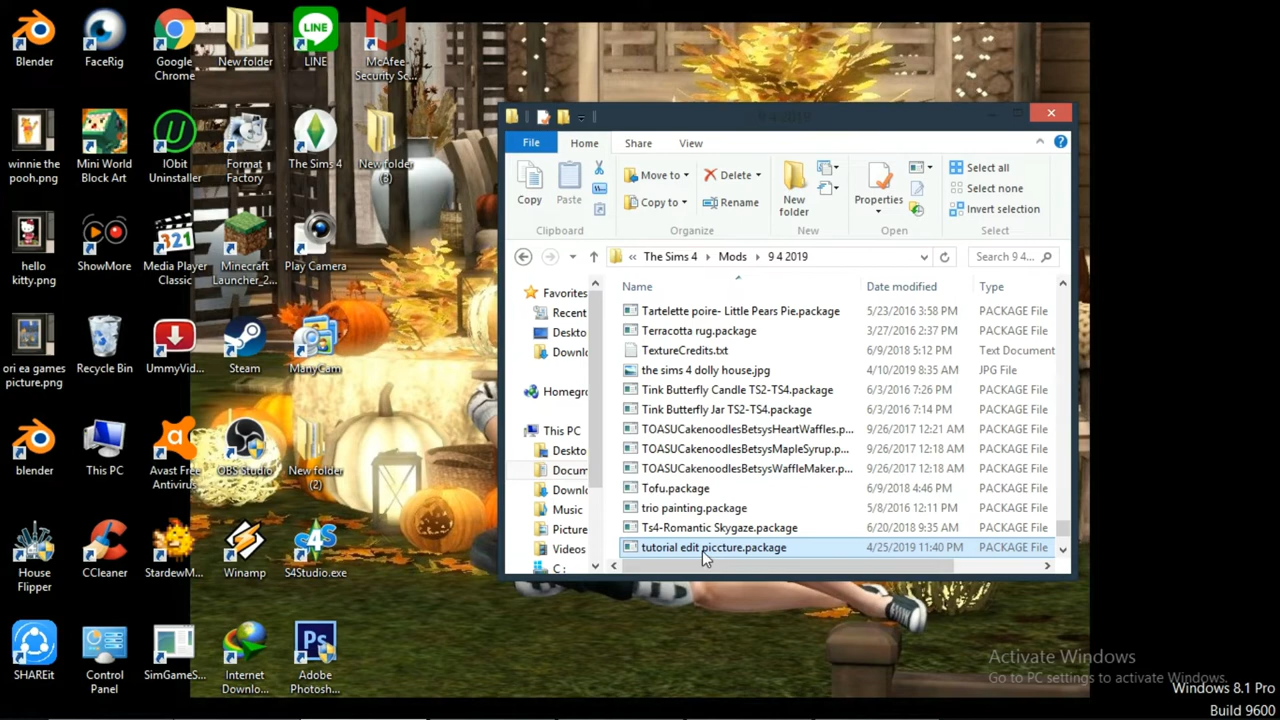 Blender
FaceRig
Google
Chrome
New folder
LINE
McAfee
Security Sc...
winnie the
pooh.png
Mini World
Block Art
IObit
Uninstaller
Format
Factory
The Sims 4
New folder
(3)
hello
kitty.png
ShowMore
Media Player
Classic
Minecraft
Launcher_2...
Play Camera
ori ea games
picture.png
Recycle Bin
UmmyVid...
Steam
ManyCam
blender
This PC
Avast Free
Antivirus
OBS Studio
New folder
(2)
House
Flipper
CCleaner
StardewM...
Winamp
S4Studio.exe
SHAREit
Control
Panel
SimGameS...
Internet
Downlo...
Adobe
Photosh...
9 4 2019
File
Home
Share
View
Copy
Paste
Clipboard
Move to
Delete
Copy to
Rename
Organize
New
folder
New
Properties
Open
Select all
Select none
Invert selection
Select
« The Sims 4 Mods 9 4 2019
Search 9 4...
Favorites
Recent
Deskto
Downlo
Homegro
This PC
Deskto
Docum
Downlo
Music
Picture
Videos
C:
Name Date modified Type
Tartelette poire- Little Pears Pie.package 5/23/2016 3:58 PM PACKAGE File
Terracotta rug.package 3/27/2016 2:37 PM PACKAGE File
TextureCredits.txt 6/9/2018 5:12 PM Text Document
the sims 4 dolly house.jpg 4/10/2019 8:35 AM JPG File
Tink Butterfly Candle TS2-TS4.package 6/3/2016 7:26 PM PACKAGE File
Tink Butterfly Jar TS2-TS4.package 6/3/2016 7:14 PM PACKAGE File
TOASUCakenoodlesBetsysHeartWaffles.p... 9/26/2017 12:21 AM PACKAGE File
TOASUCakenoodlesBetsysMapleSyrup.p... 9/26/2017 12:18 AM PACKAGE File
TOASUCakenoodlesBetsysWaffleMaker.p... 9/26/2017 12:18 AM PACKAGE File
Tofu.package 6/9/2018 4:46 PM PACKAGE File
trio painting.package 5/8/2016 12:11 PM PACKAGE File
Ts4-Romantic Skygaze.package 6/20/2018 9:35 AM PACKAGE File
tutorial edit piccture.package 4/25/2019 11:40 PM PACKAGE File
Activate Windows
Go to PC settings to activate Windows.
Windows 8.1 Pro
Build 9600